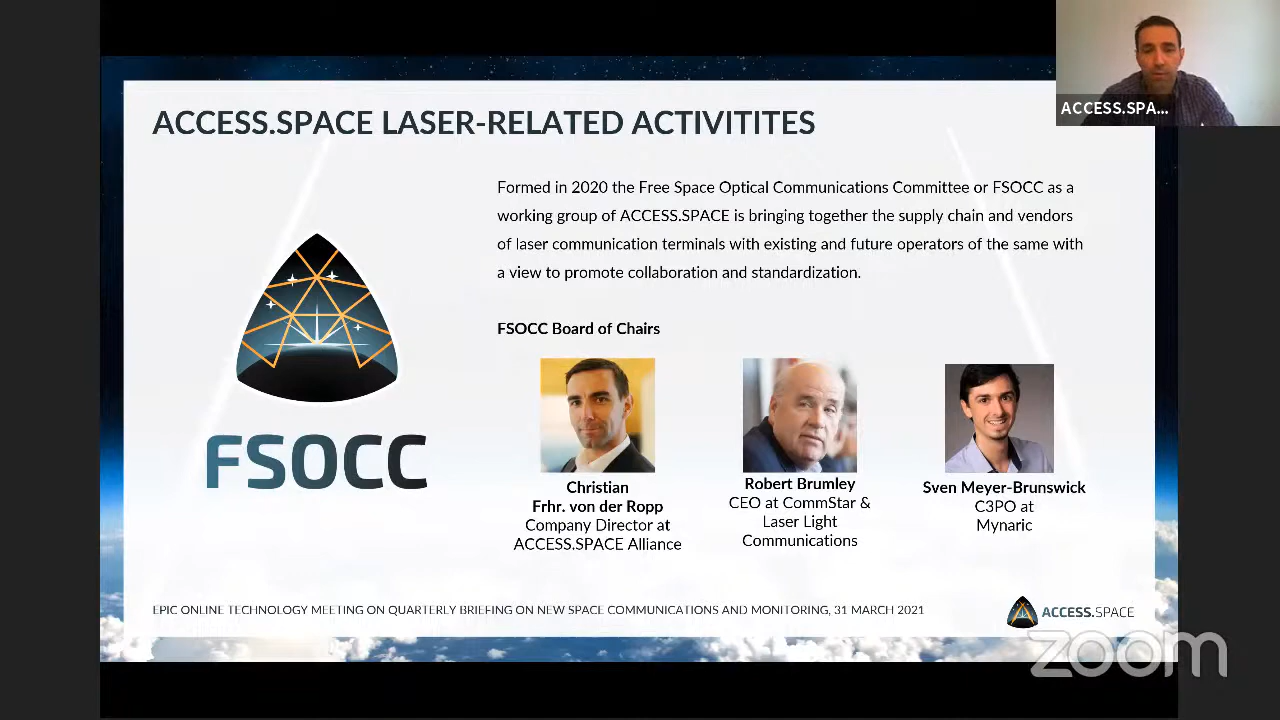 ACCESS.SPA...
ACCESS.SPACE LASER-RELATED ACTIVITITES
Formed in 2020 the Free Space Optical Communications Committee or FSOCC as a
working group of ACCESS.SPACE is bringing together the supply chain and vendors
of laser communication terminals with existing and future operators of the same with
a view to promote collaboration and standardization.
FSOCC
FSOCC Board of Chairs
Christian
Frhr. von der Ropp
Company Director at
ACCESS.SPACE Alliance
Robert Brumley
CEO at CommStar &
Laser Light
Communications
Sven Meyer-Brunswick
C3PO at
Mynaric
EPIC ONLINE TECHNOLOGY MEETING ON QUARTERLY BRIEFING ON NEW SPACE COMMUNICATIONS AND MONITORING, 31 MARCH 2021
ACCESS.SPACE
zoom